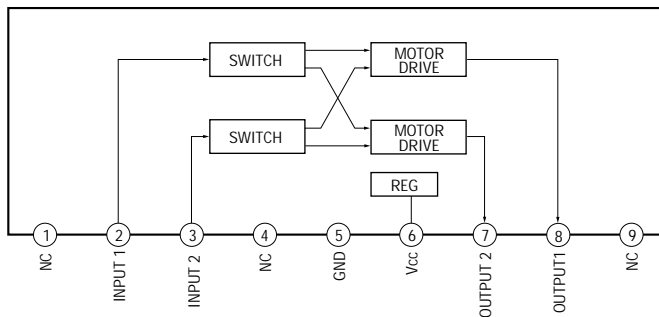 SWITCH
MOTOR
DRIVE
SWITCH
MOTOR
DRIVE
REG
1
2
3
4
5
6
7
8
9
NC
INPUT 1
INPUT 2
NC
GND
Vcc
OUTPUT 2
OUTPUT1
NC